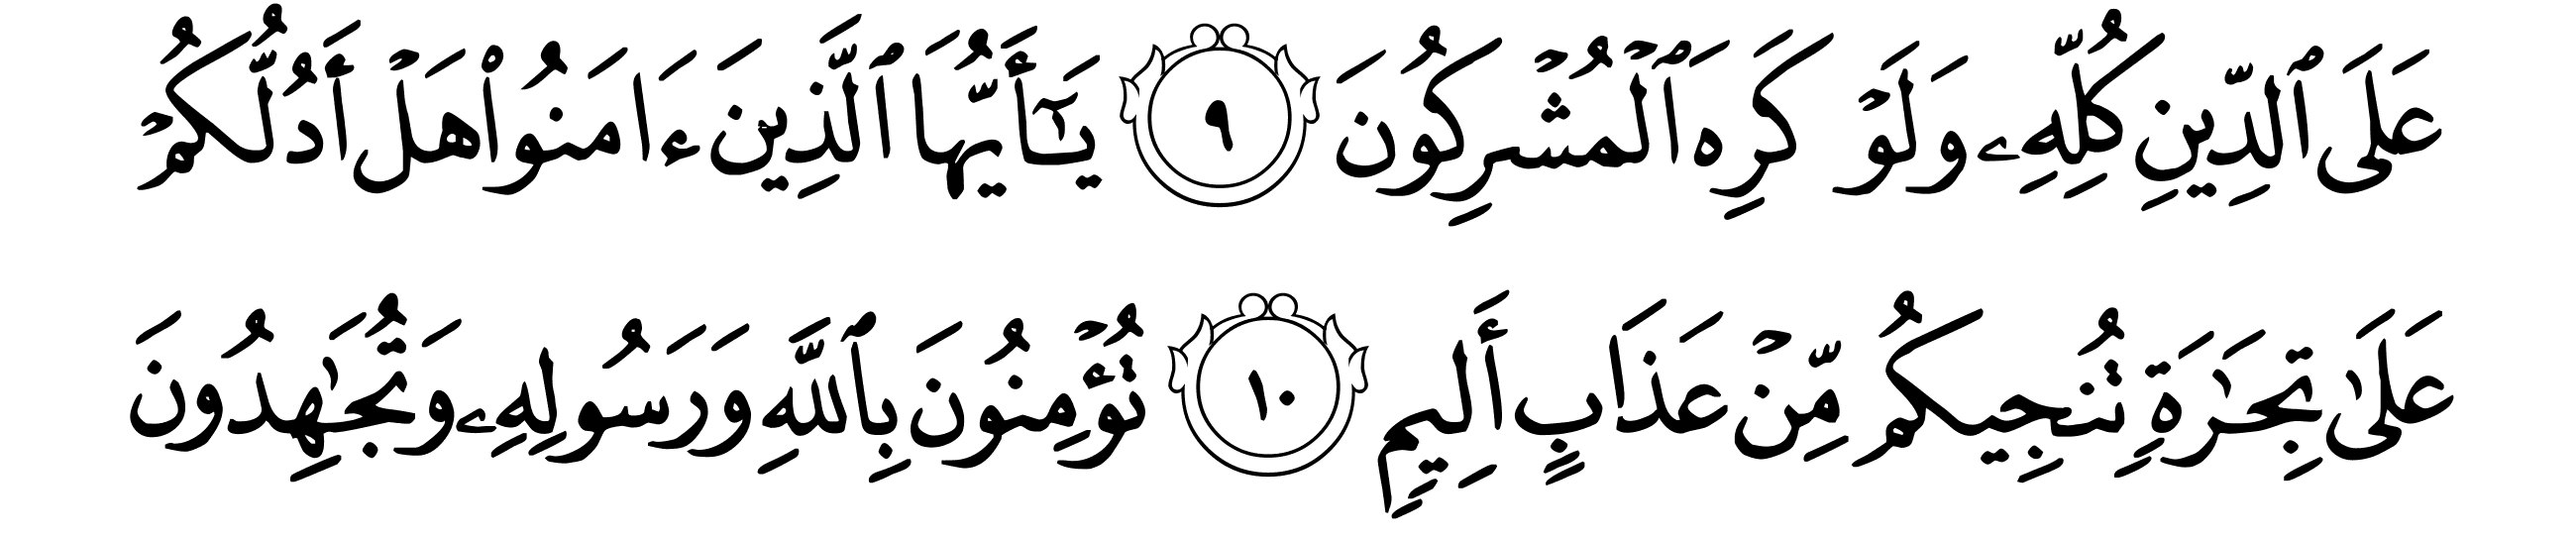 عَلَى ٱلدِّينِ كُلِّهِۦ وَلَوۡ كَرِهَ ٱلۡمُشۡرِكُونَ ٩ يَـٰٓأَيُّهَا ٱلَّذِينَ ءَامَنُواْ هَلۡ أَدُلُّكُمۡ
عَلَىٰ تِجَٰرَةٖ تُنجِيكُم مِّنۡ عَذَابٍ أَلِيمٖ ١٠ تُؤۡمِنُونَ بِٱللَّهِ وَرَسُولِهِۦ وَتُجَٰهِدُونَ